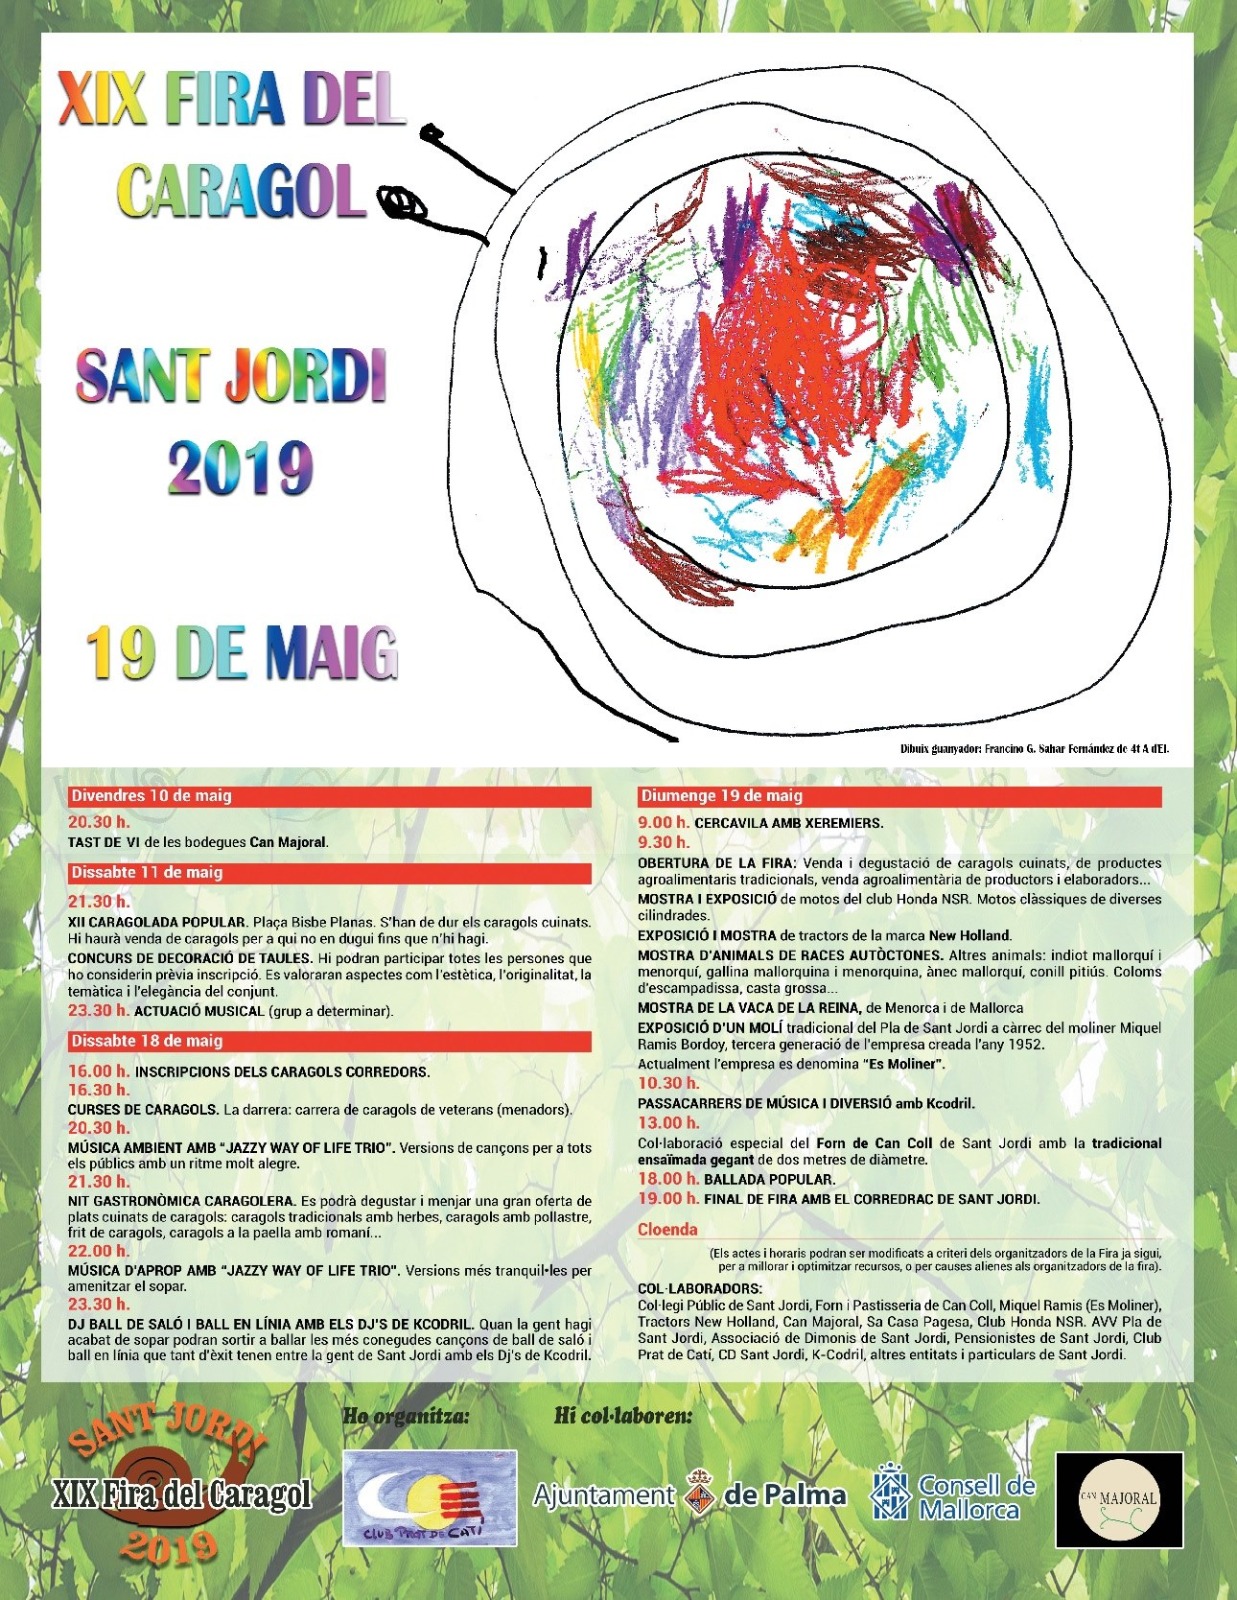 XIX FIRA DEL
CARAGOL
SANT JORDI
2019
19 DE MAIG
Dibuix guanyador: Francino G. Sahar Fernández de 4t A d'EI.
Divendres 10 de maig
20.30 h.
TAST DE VI de les bodegues Can Majoral.
Dissabte 11 de maig
21.30 h.
XII CARAGOLADA POPULAR. Plaça Bisbe Planas. S'han de dur els caragols cuinats.
Hi haurà venda de caragols per a qui no en dugui fins que n'hi hagi.
CONCURS DE DECORACIÓ DE TAULES. Hi podran participar totes les persones que
ho considerin prèvia inscripció. Es valoraran aspectes com l'estètica, l'originalitat, la
temàtica i l'elegància del conjunt.
23.30 h. ACTUACIÓ MUSICAL (grup a determinar).
Dissabte 18 de maig
16.00 h. INSCRIPCIONS DELS CARAGOLS CORREDORS.
16.30 h.
CURSES DE CARAGOLS. La darrera: carrera de caragols de veterans (menadors).
20.30 h.
MÚSICA AMBIENT AMB “JAZZY WAY OF LIFE TRIO”. Versions de cançons per a tots
els públics amb un ritme molt alegre.
21.30 h.
NIT GASTRONÒMICA CARAGOLERA. Es podrà degustar i menjar una gran oferta de
plats cuinats de caragols: caragols tradicionals amb herbes, caragols amb pollastre,
frit de caragols, caragols a la paella amb romaní...
22.00 h.
MÚSICA D'APROP AMB “JAZZY WAY OF LIFE TRIO”. Versions més tranquil•les per
amenitzar el sopar.
23.30 h.
DJ BALL DE SALÓ I BALL EN LÍNIA AMB ELS DJ'S DE KCODRIL. Quan la gent hagi
acabat de sopar podran sortir a ballar les més conegudes cançons de ball de saló i
ball en línia que tant d'èxit tenen entre la gent de Sant Jordi amb els Dj's de Kcodril.
Diumenge 19 de maig
9.00 h. CERCAVILA AMB XEREMIERS.
9.30 h.
OBERTURA DE LA FIRA: Venda i degustació de caragols cuinats, de productes
agroalimentaris tradicionals, venda agroalimentària de productors i elaboradors...
MOSTRA I EXPOSICIÓ de motos del club Honda NSR. Motos clàssiques de diverses
cilindrades.
EXPOSICIÓ I MOSTRA de tractors de la marca New Holland.
MOSTRA D'ANIMALS DE RACES AUTÒCTONES. Altres animals: indiot mallorquí i
menorquí, gallina mallorquina i menorquina, ànec mallorquí, conill pitiús. Coloms
d'escampadissa, casta grossa...
MOSTRA DE LA VACA DE LA REINA, de Menorca i de Mallorca
EXPOSICIÓ D'UN MOLÍ tradicional del Pla de Sant Jordi a càrrec del moliner Miquel
Ramis Bordoy, tercera generació de l'empresa creada l'any 1952.
Actualment l'empresa es denomina “Es Moliner”.
10.30 h.
PASSACARRERS DE MÚSICA I DIVERSIÓ amb Kcodril.
13.00 h.
Col·laboració especial del Forn de Can Coll de Sant Jordi amb la tradicional
ensaïmada gegant de dos metres de diàmetre.
18.00 h. BALLADA POPULAR.
19.00 h. FINAL DE FIRA AMB EL CORREDRAC DE SANT JORDI.
Cloenda
(Els actes i horaris podran ser modificats a criteri dels organitzadors de la Fira ja sigui,
per a millorar i optimitzar recursos, o per causes alienes als organitzadors de la fira).
COL·LABORADORS:
Col·legi Públic de Sant Jordi, Forn i Pastisseria de Can Coll, Miquel Ramis (Es Moliner),
Tractors New Holland, Can Majoral, Sa Casa Pagesa, Club Honda NSR. AVV Pla de
Sant Jordi, Associació de Dimonis de Sant Jordi, Pensionistes de Sant Jordi, Club
Prat de Catí, CD Sant Jordi, K-Codril, altres entitats i particulars de Sant Jordi.
SANT JORDI
XIX Fira del Caragol
2019
Ho organitza:
CLUB PRAT DE CATÍ
Hi col·laboren:
Ajuntament de Palma
Consell de
Mallorca
CAN MAJORAL